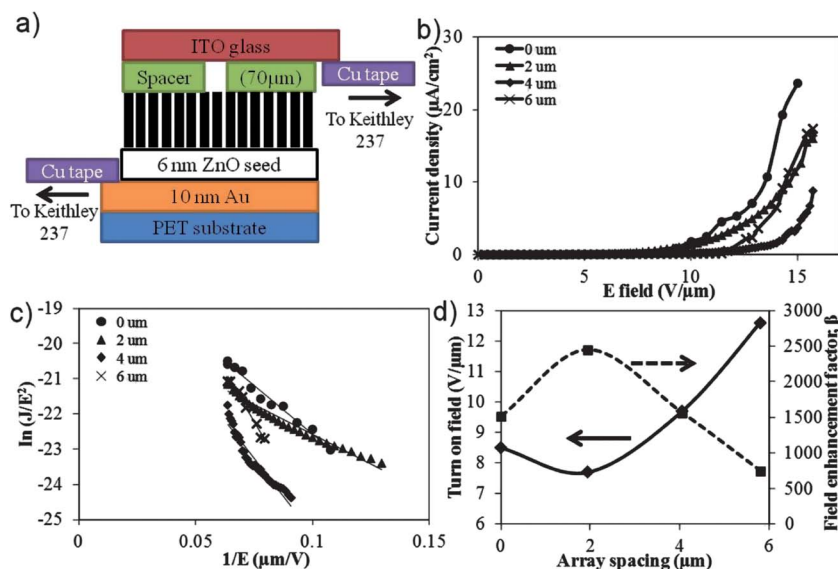 a)
ITO glass
Spacer
(70μm)
Cu tape
To Keithley
237
6 nm ZnO seed
Cu tape
10 nm Au
To Keithley
237
PET substrate
b)
Current density (μA/cm²)
30
20
10
0
0 um
2 um
4 um
6 um
0
5
10
15
E field (V/μm)
c)
ln (J/E²)
-19
-20
-21
-22
-23
-24
-25
0 um
2 um
4 um
6 um
0
0.05
0.1
0.15
1/E (μm/V)
d)
Turn on field (V/μm)
13
12
11
10
9
8
7
6
3000
2500
2000
1500
1000
500
0
Field enhancement factor, β
0
2
4
6
Array spacing (μm)